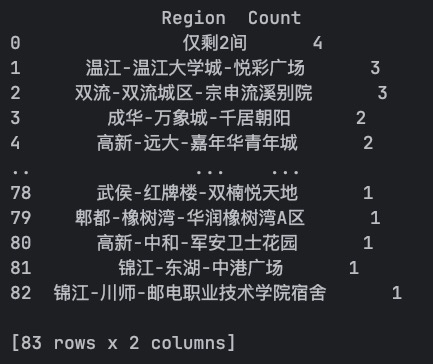 Region  Count
0 仅剩2间 4
1 温江-温江大学城-悦彩广场 3
2 双流-双流城区-宗申流溪别院 3
3 成华-万象城-千居朝阳 2
4 高新-远大-嘉年华青年城 2
.. ... ...
78 武侯-红牌楼-双楠悦天地 1
79 郫都-橡树湾-华润橡树湾A区 1
80 高新-中和-军安卫士花园 1
81 锦江-东湖-中港广场 1
82 锦江-川师-邮电职业技术学院宿舍 1
[83 rows x 2 columns]